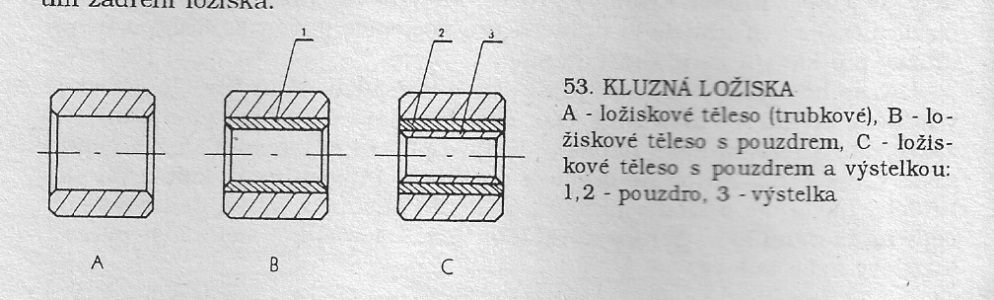 ložiska.
1
2
3
A
B
C
53. KLUZNÁ LOŽISKA
A - ložiskové těleso (trubkové), B - lo-
žiskové těleso s pouzdrem, C - ložis-
kové těleso s pouzdrem a výstelkou:
1,2 - pouzdro, 3 - výstelka